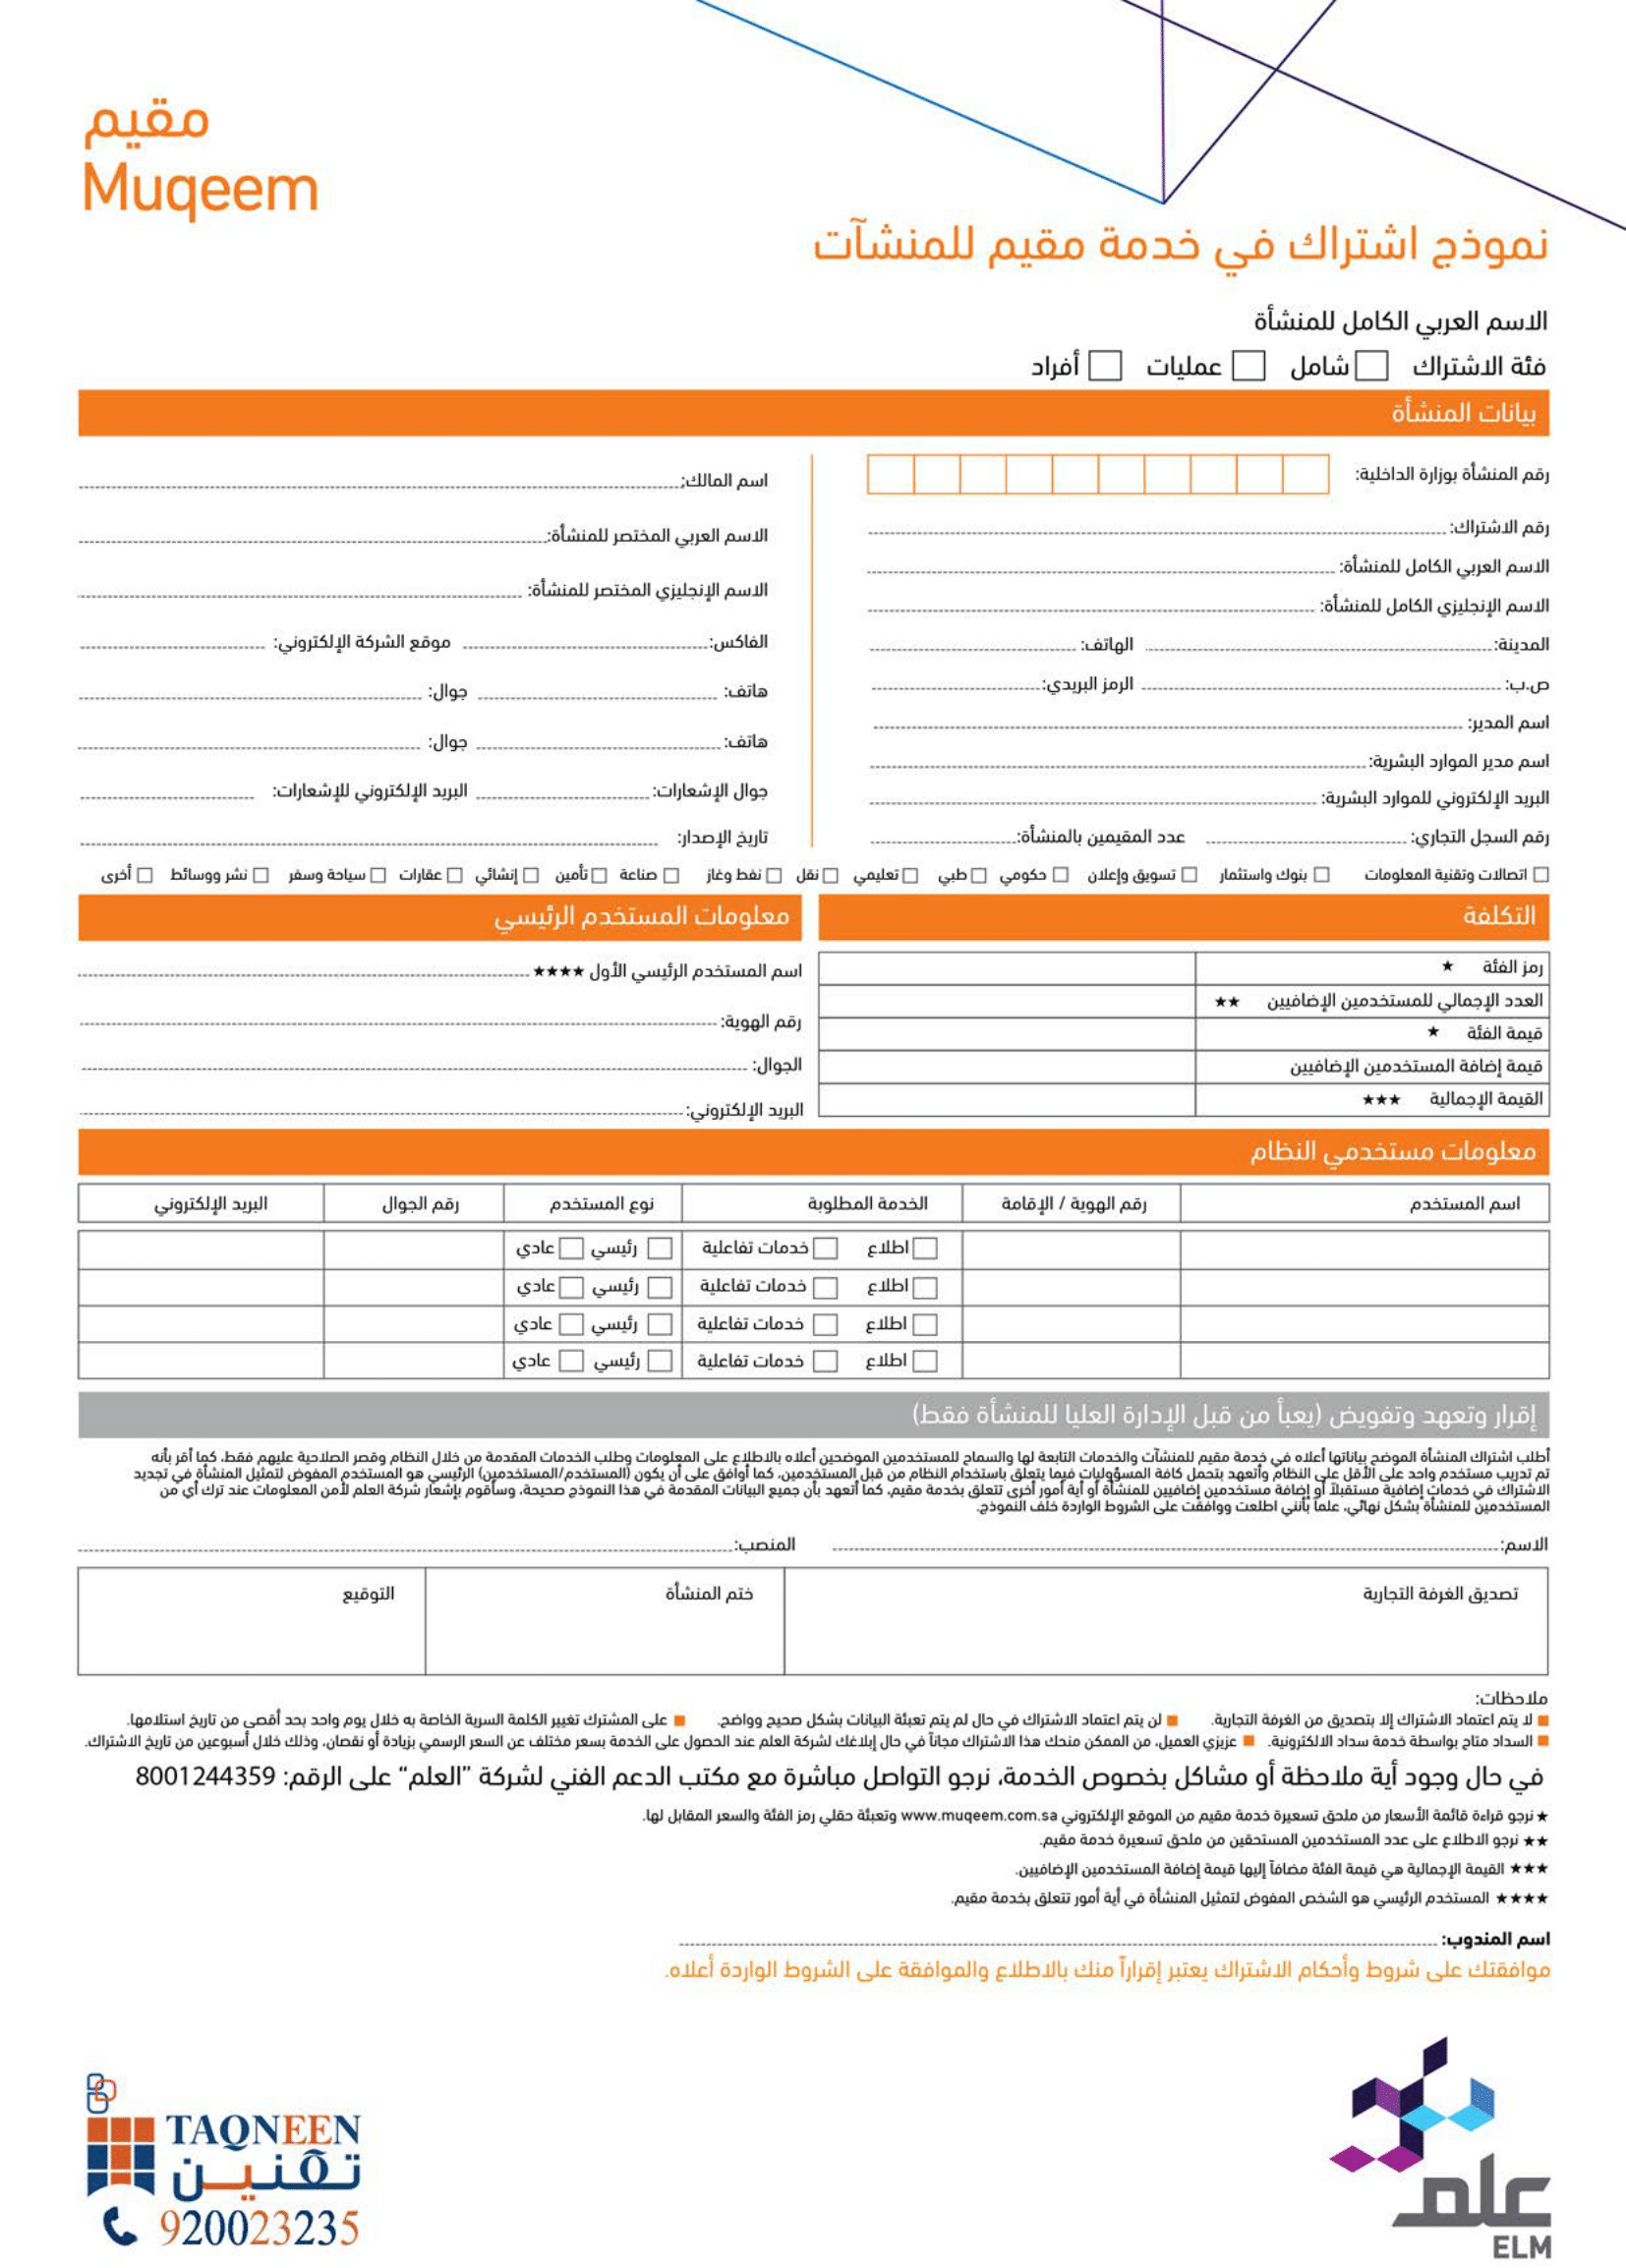 مقيم
Muqeem
نموذج اشتراك في خدمة مقيم للمنشآت
الاسم العربي الكامل للمنشأة
فئة الاشتراك شامل عمليات أفراد
بيانات المنشأة
رقم المنشأة بوزارة الداخلية:
رقم الاشتراك:
الاسم العربي الكامل للمنشأة:
الاسم الإنجليزي الكامل للمنشأة:
المدينة: الهاتف:
ص.ب: الرمز البريدي:
اسم المدير:
اسم مدير الموارد البشرية:
البريد الإلكتروني للموارد البشرية:
رقم السجل التجاري: عدد المقيمين بالمنشأة:
اسم المالك:
الاسم العربي المختصر للمنشأة:
الاسم الإنجليزي المختصر للمنشأة:
الفاكس: موقع الشركة الإلكتروني:
هاتف: جوال:
هاتف: جوال:
جوال الإشعارات: البريد الإلكتروني للإشعارات:
تاريخ الإصدار:
اتصالات وتقنية المعلومات بنوك واستثمار تسويق وإعلان حكومي طبي تعليمي نقل نفط وغاز صناعة تأمين إنشائي عقارات سياحة وسفر نشر ووسائط أخرى
التكلفة
رمز الفئة ★
العدد الإجمالي للمستخدمين الإضافيين ★★
قيمة الفئة ★
قيمة إضافة المستخدمين الإضافيين
القيمة الإجمالية ★★★
معلومات المستخدم الرئيسي
اسم المستخدم الرئيسي الأول ★★★★
رقم الهوية:
الجوال:
البريد الإلكتروني:
معلومات مستخدمي النظام
اسم المستخدم رقم الهوية / الإقامة الخدمة المطلوبة نوع المستخدم رقم الجوال البريد الإلكتروني
اطلاع خدمات تفاعلية رئيسي عادي
اطلاع خدمات تفاعلية رئيسي عادي
اطلاع خدمات تفاعلية رئيسي عادي
اطلاع خدمات تفاعلية رئيسي عادي
إقرار وتعهد وتفويض (يعبأ من قبل الإدارة العليا للمنشأة فقط)
أطلب اشتراك المنشأة الموضح بياناتها أعلاه في خدمة مقيم للمنشآت والخدمات التابعة لها والسماح للمستخدمين الموضحين أعلاه بالاطلاع على المعلومات وطلب الخدمات المقدمة من خلال النظام وقصر الصلاحية عليهم فقط، كما أقر بأنه
تم تدريب مستخدم واحد على الأقل على النظام وأتعهد بتحمل كافة المسؤوليات فيما يتعلق باستخدام النظام من قبل المستخدمين، كما أوافق على أن يكون (المستخدم/المستخدمين) الرئيسي هو المستخدم المفوض لتمثيل المنشأة في تجديد
الاشتراك في خدمات إضافية مستقبلاً أو إضافة مستخدمين إضافيين للمنشأة أو أية أمور أخرى تتعلق بخدمة مقيم، كما أتعهد بأن جميع البيانات المقدمة في هذا النموذج صحيحة، وسأقوم بإشعار شركة العلم لأمن المعلومات عند ترك أي من
المستخدمين للمنشأة بشكل نهائي، علماً بأنني اطلعت ووافقت على الشروط الواردة خلف النموذج.
الاسم: المنصب:
تصديق الغرفة التجارية ختم المنشأة التوقيع
ملاحظات:
لا يتم اعتماد الاشتراك إلا بتصديق من الغرفة التجارية. لن يتم اعتماد الاشتراك في حال لم يتم تعبئة البيانات بشكل صحيح وواضح. على المشترك تغيير الكلمة السرية الخاصة به خلال يوم واحد بحد أقصى من تاريخ استلامها.
السداد متاح بواسطة خدمة سداد الالكترونية. عزيزي العميل، من الممكن منحك هذا الاشتراك مجاناً في حال إبلاغك لشركة العلم عند الحصول على الخدمة بسعر مختلف عن السعر الرسمي بزيادة أو نقصان، وذلك خلال أسبوعين من تاريخ الاشتراك.
في حال وجود أية ملاحظة أو مشاكل بخصوص الخدمة، نرجو التواصل مباشرة مع مكتب الدعم الفني لشركة "العلم" على الرقم: 8001244359
★ نرجو قراءة قائمة الأسعار من ملحق تسعيرة خدمة مقيم من الموقع الإلكتروني www.muqeem.com.sa وتعبئة حقلي رمز الفئة والسعر المقابل لها.
★★ نرجو الاطلاع على عدد المستخدمين المستحقين من ملحق تسعيرة خدمة مقيم.
★★★ القيمة الإجمالية هي قيمة الفئة مضافاً إليها قيمة إضافة المستخدمين الإضافيين.
★★★★ المستخدم الرئيسي هو الشخص المفوض لتمثيل المنشأة في أية أمور تتعلق بخدمة مقيم.
اسم المندوب:
موافقتك على شروط وأحكام الاشتراك يعتبر إقراراً منك بالاطلاع والموافقة على الشروط الواردة أعلاه.
TAQNEEN
تقنين
920023235
علم
ELM